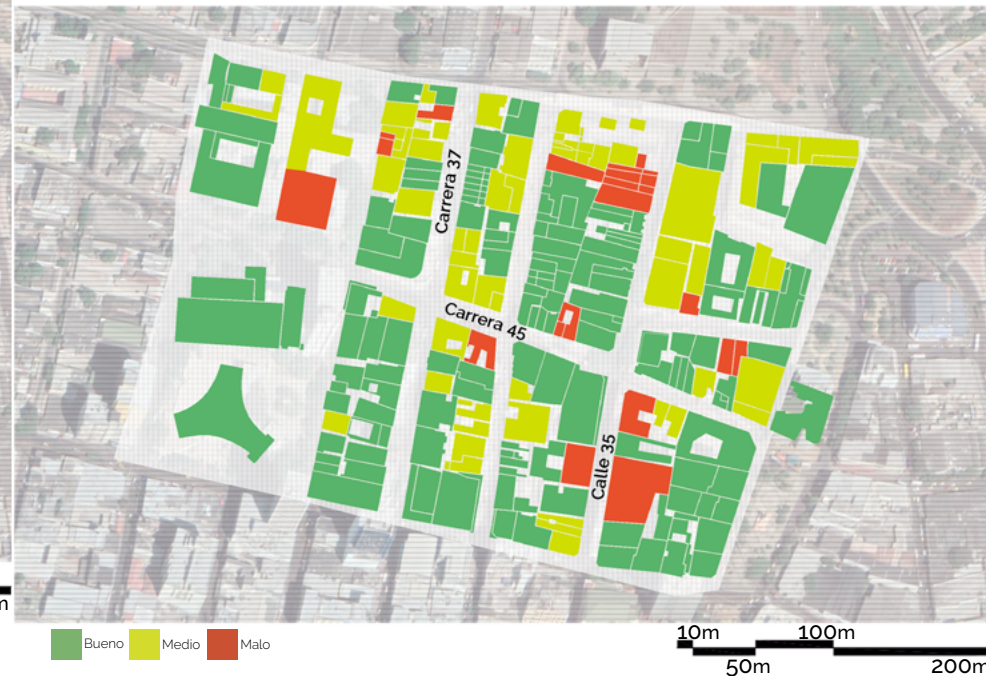 Carrera 37
Carrera 45
Calle 35
m
Bueno
Medio
Malo
10m
100m
50m
200m